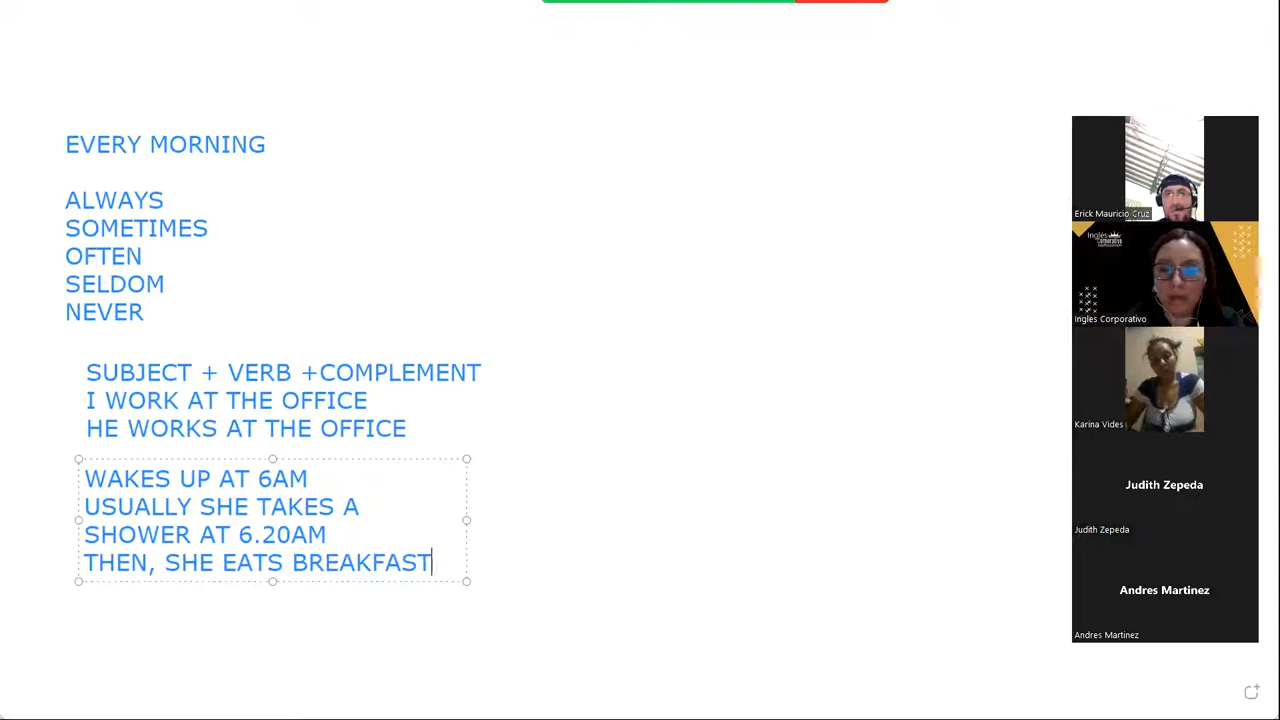 EVERY MORNING
ALWAYS
SOMETIMES
OFTEN
SELDOM
NEVER
SUBJECT + VERB +COMPLEMENT
I WORK AT THE OFFICE
HE WORKS AT THE OFFICE
WAKES UP AT 6AM
USUALLY SHE TAKES A
SHOWER AT 6.20AM
THEN, SHE EATS BREAKFAST
Erick Mauricio Cruz
Inglés
Corporativo
Ingles Corporativo
Karina Vides
Judith Zepeda
Judith Zepeda
Andres Martinez
Andres Martinez